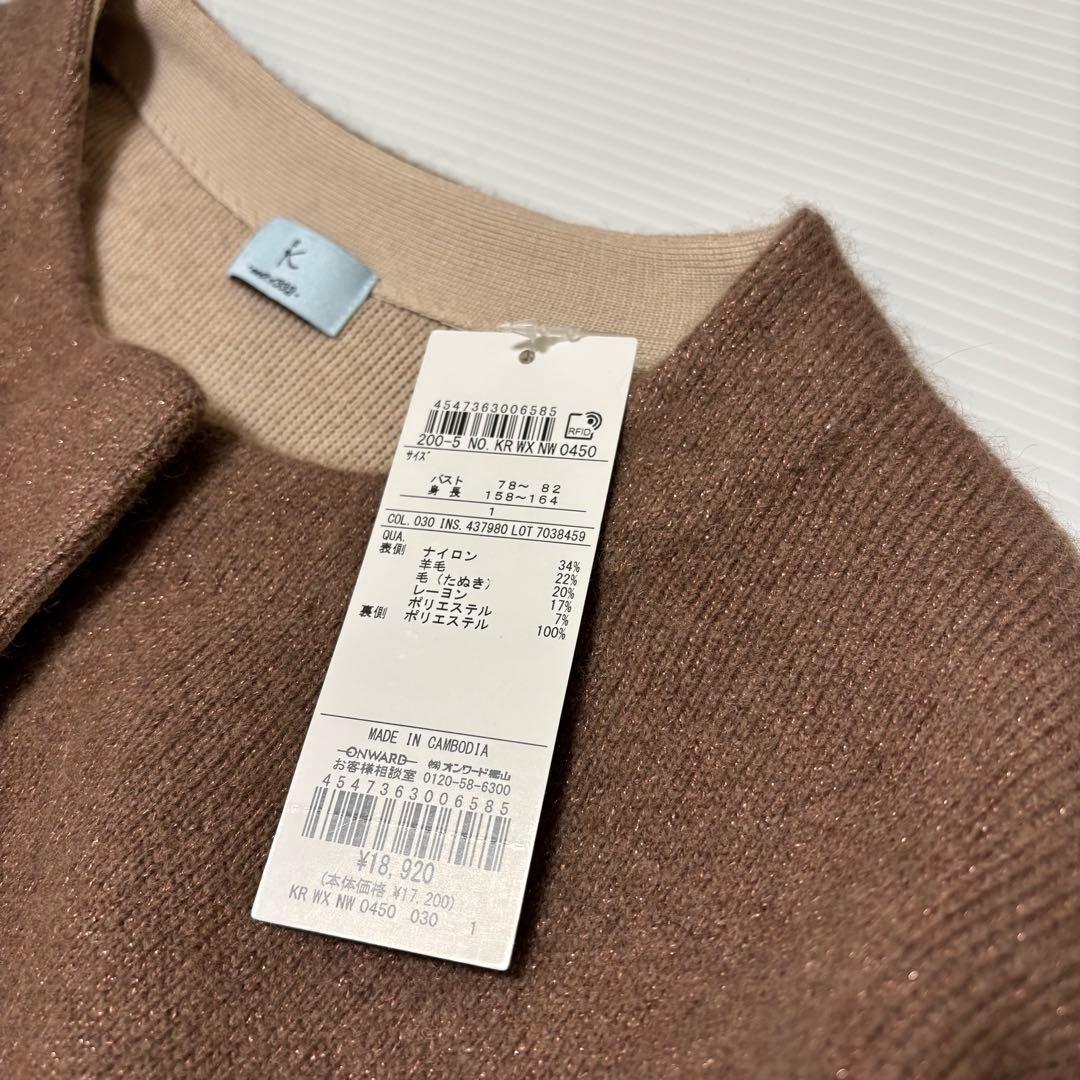 K
4547363006585
RFID
200-5 NO. KR WX NW 0450
サイズ
バスト 78～ 82
身長 158～164
1
COL. 030 INS. 437980 LOT 7038459
QUA.
表側 ナイロン 34%
羊毛 22%
毛（たぬき） 20%
レーヨン 17%
ポリエステル 7%
裏側 ポリエステル 100%
MADE IN CAMBODIA
ONWARD ㈱オンワード樫山
お客様相談室 0120-58-6300
4547363006585
¥18,920
(本体価格 ¥17,200)
KR WX NW 0450 030 1